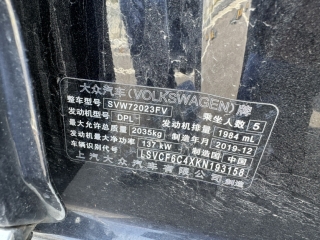 大众汽车(VOLKSWAGEN)牌
整车型号 SVW72023FV 乘坐人数 5
发动机型号 DPL 发动机排量 1984 mL
最大允许总质量 2035kg 制造年月 2019-12
发动机最大净功率 137 kW 制造国 中国
车辆识别代号 LSVCF6C4XKN193158
上汽大众汽车有限公司制造